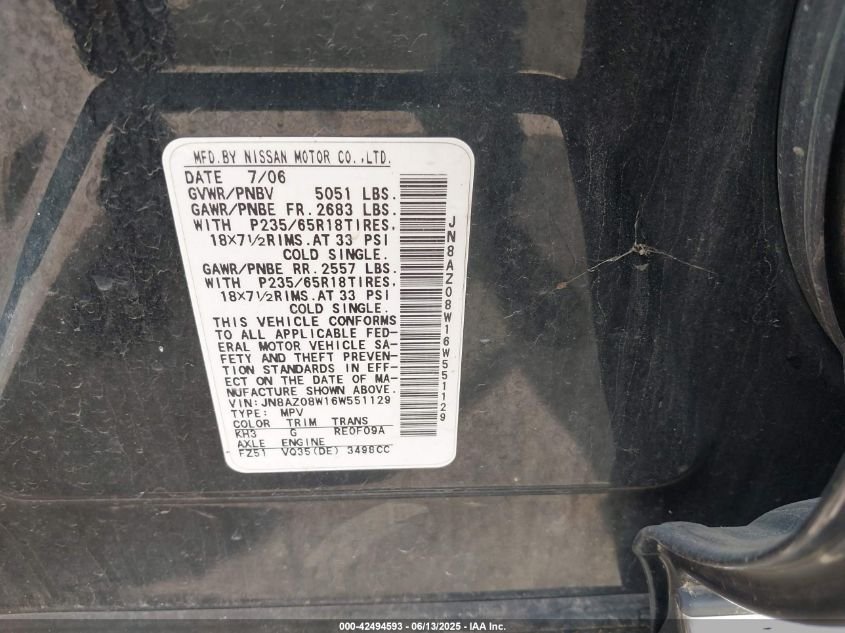 MFD.BY NISSAN MOTOR CO.,LTD.
DATE 7/06
GVWR/PNBV 5051 LBS.
GAWR/PNBE FR. 2683 LBS.
WITH P235/65R18TIRES,
18X7½RIMS.AT 33 PSI
COLD SINGLE.
GAWR/PNBE RR. 2557 LBS.
WITH P235/65R18TIRES,
18X7½RIMS.AT 33 PSI
COLD SINGLE.
THIS VEHICLE CONFORMS
TO ALL APPLICABLE FED-
ERAL MOTOR VEHICLE SA-
FETY AND THEFT PREVEN-
TION STANDARDS IN EFF-
ECT ON THE DATE OF MA-
NUFACTURE SHOWN ABOVE.
VIN: JN8AZ08W16W551129
TYPE: MPV
COLOR TRIM TRANS
KH3 G RE0F09A
AXLE ENGINE
FZ51 VQ35(DE) 3498CC
JN8AZ08W16W551129
000-42494593 - 06/13/2025 - IAA Inc.